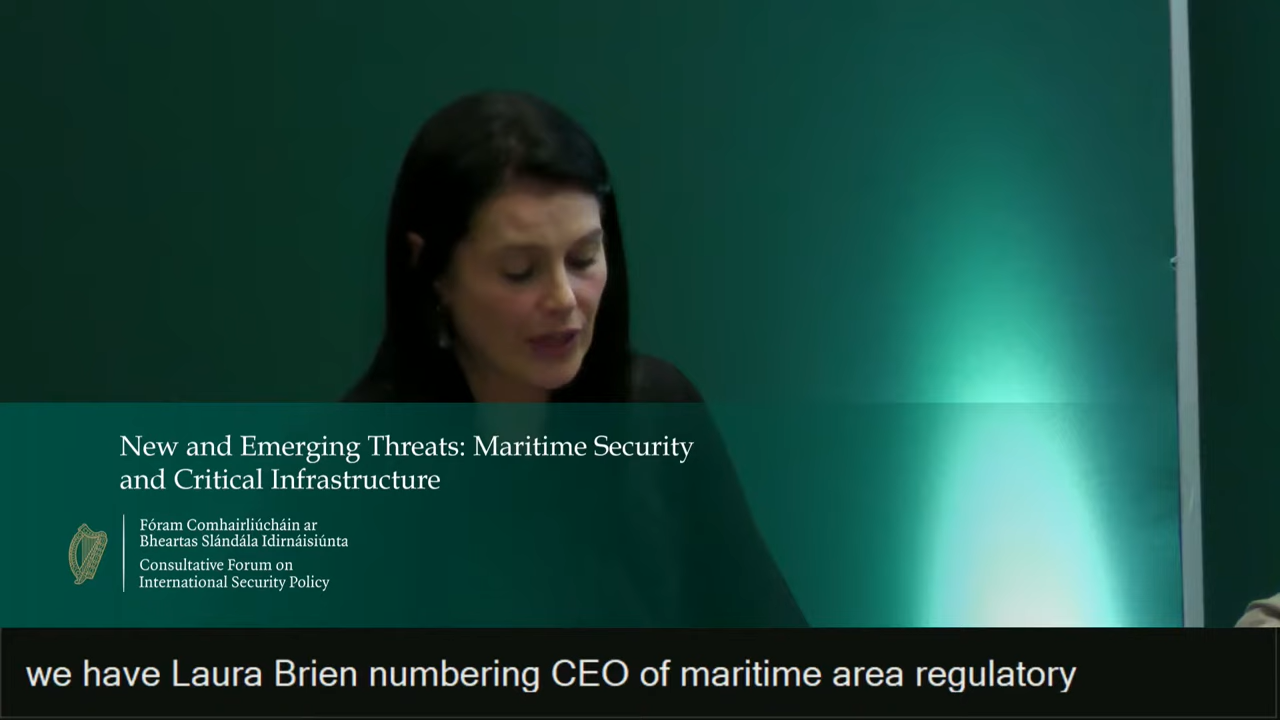 New and Emerging Threats: Maritime Security
and Critical Infrastructure
Fóram Comhairliúcháin ar
Bheartas Slándála Idirnáisiúnta
Consultative Forum on
International Security Policy
we have Laura Brien numbering CEO of maritime area regulatory